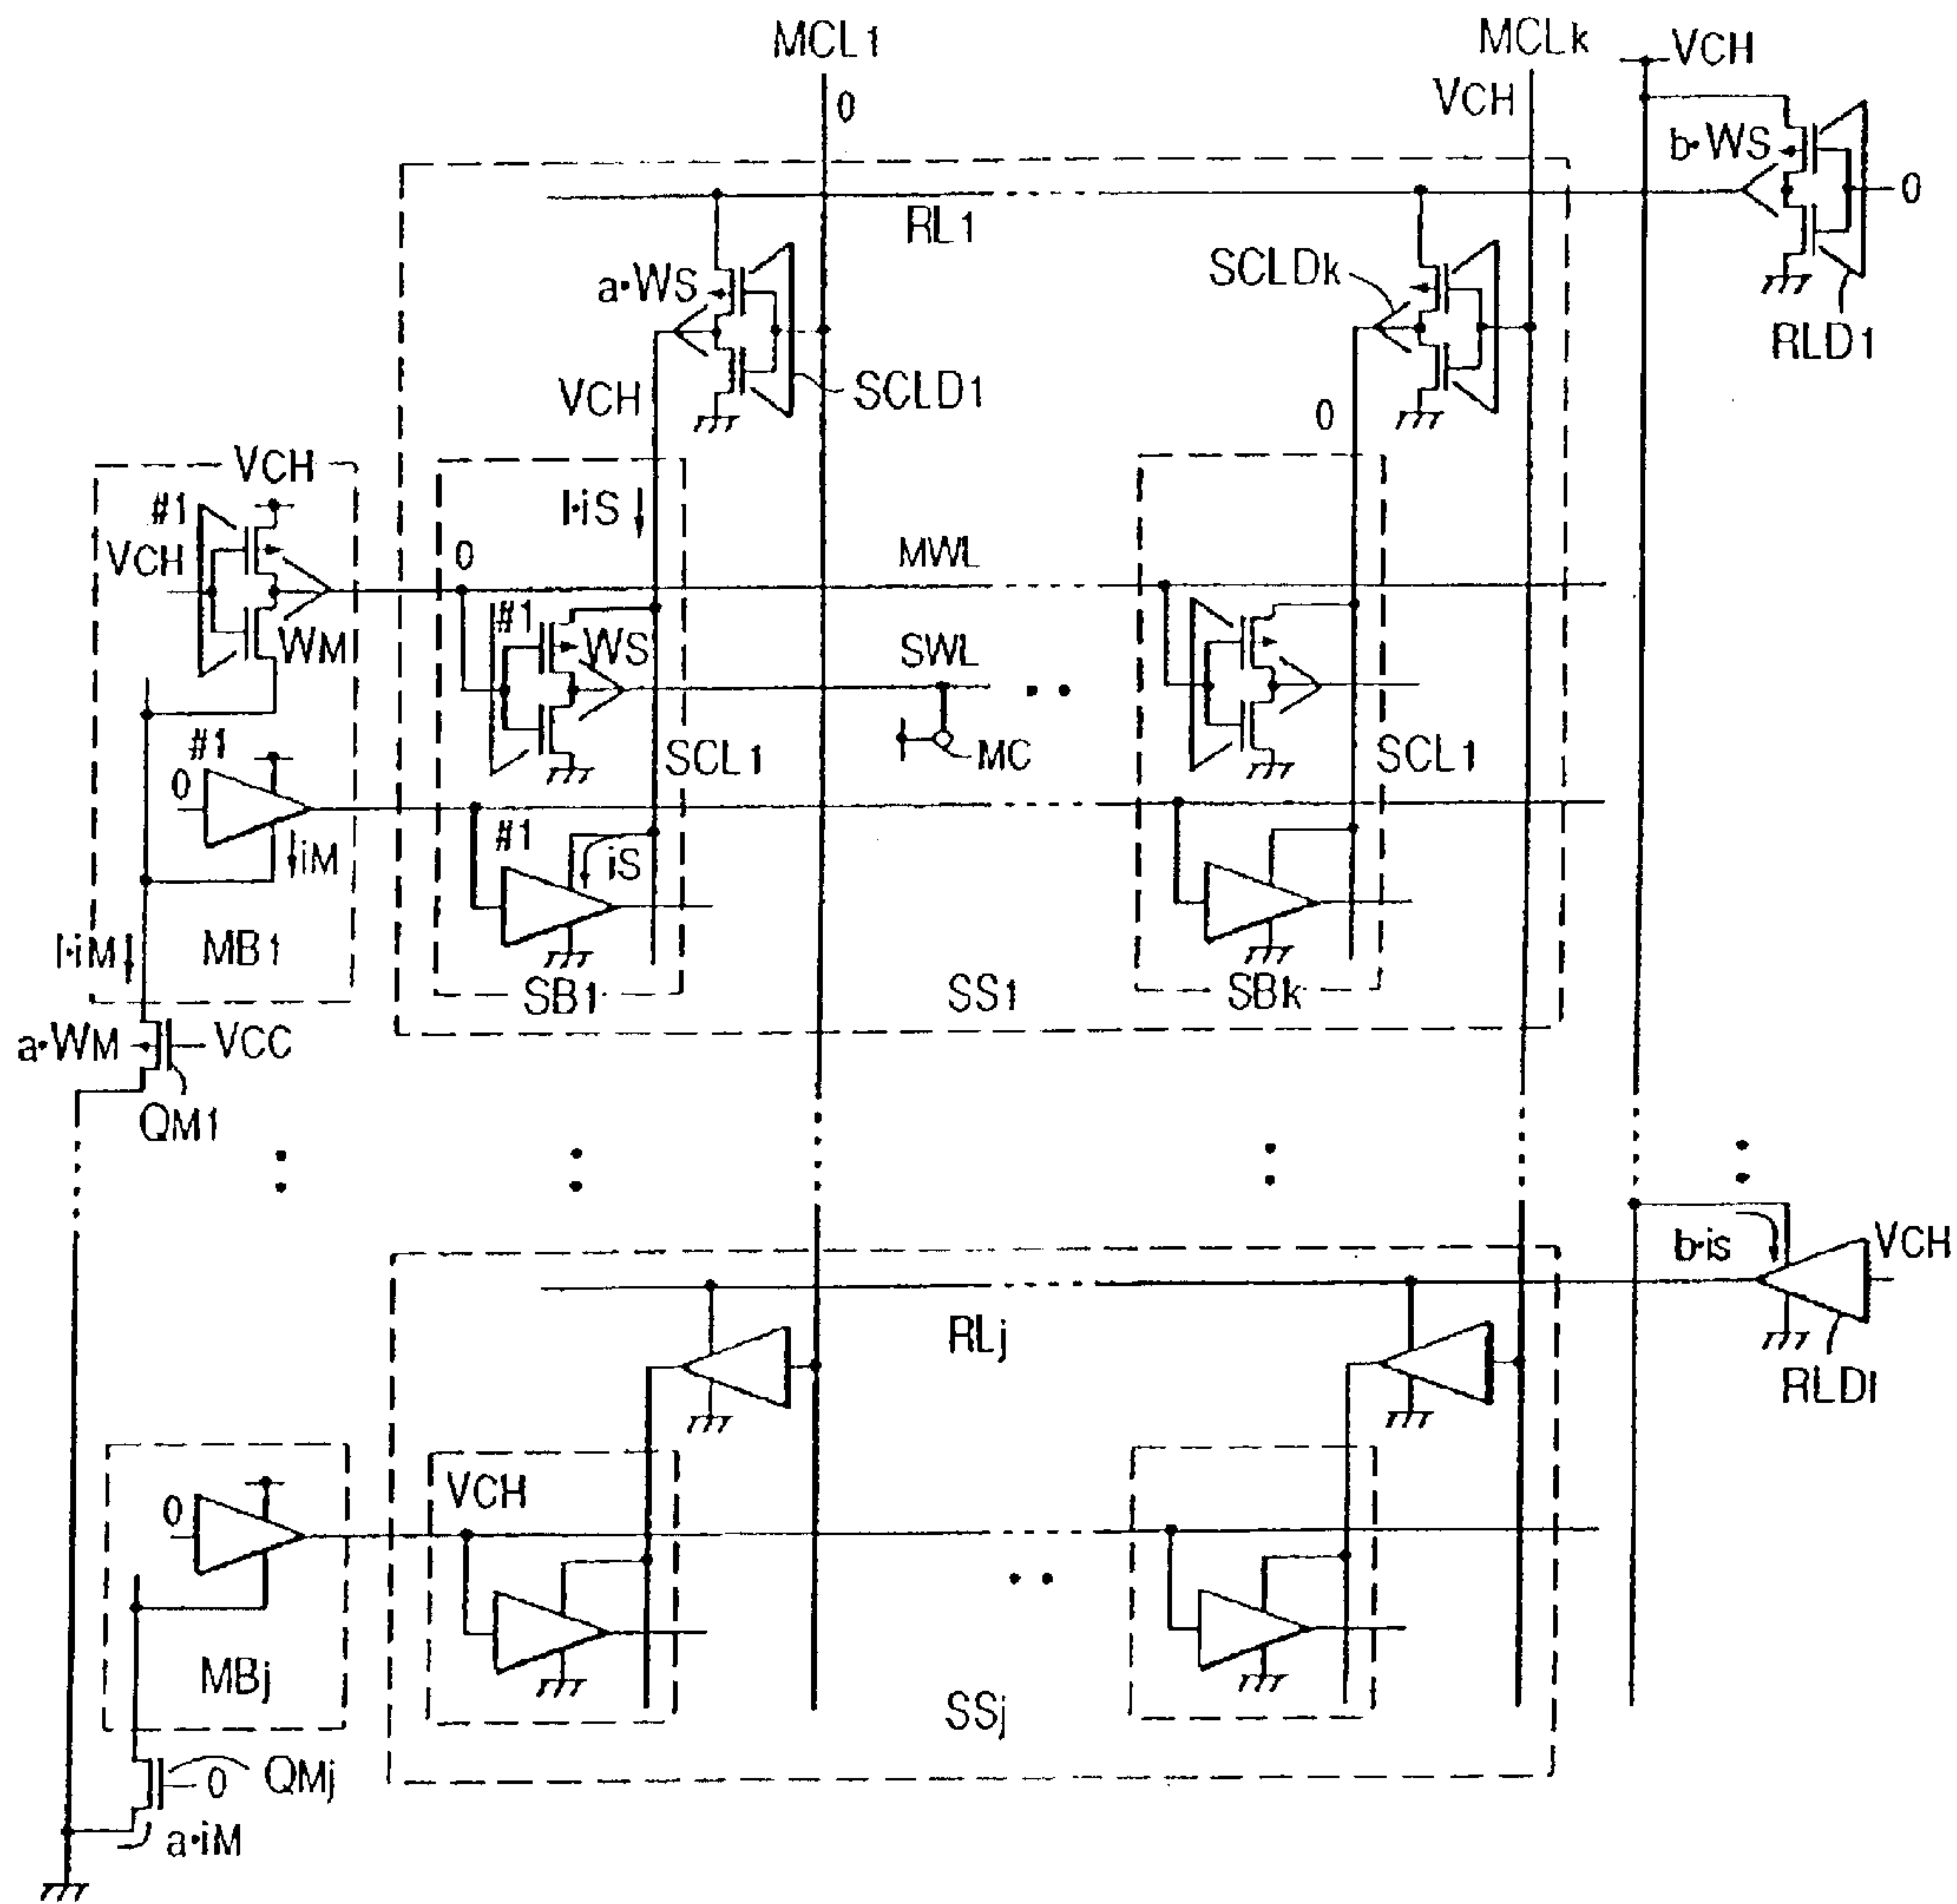 MCL1
MCLk
VCH
0
VCH
b·WS
0
RL1
RLD1
a·WS
SCLDk
VCH
SCLD1
0
VCH
#1
VCH
l·iS
0
MWL
WM
#1
WS
SWL
#1
0
SCL1
MC
SCL1
iM
#1
iS
l·iM
MB1
SB1
SS1
SBk
a·WM
VCC
QM1
b·is
VCH
RLj
RLDl
VCH
0
MBj
SSj
0
QMj
a·iM